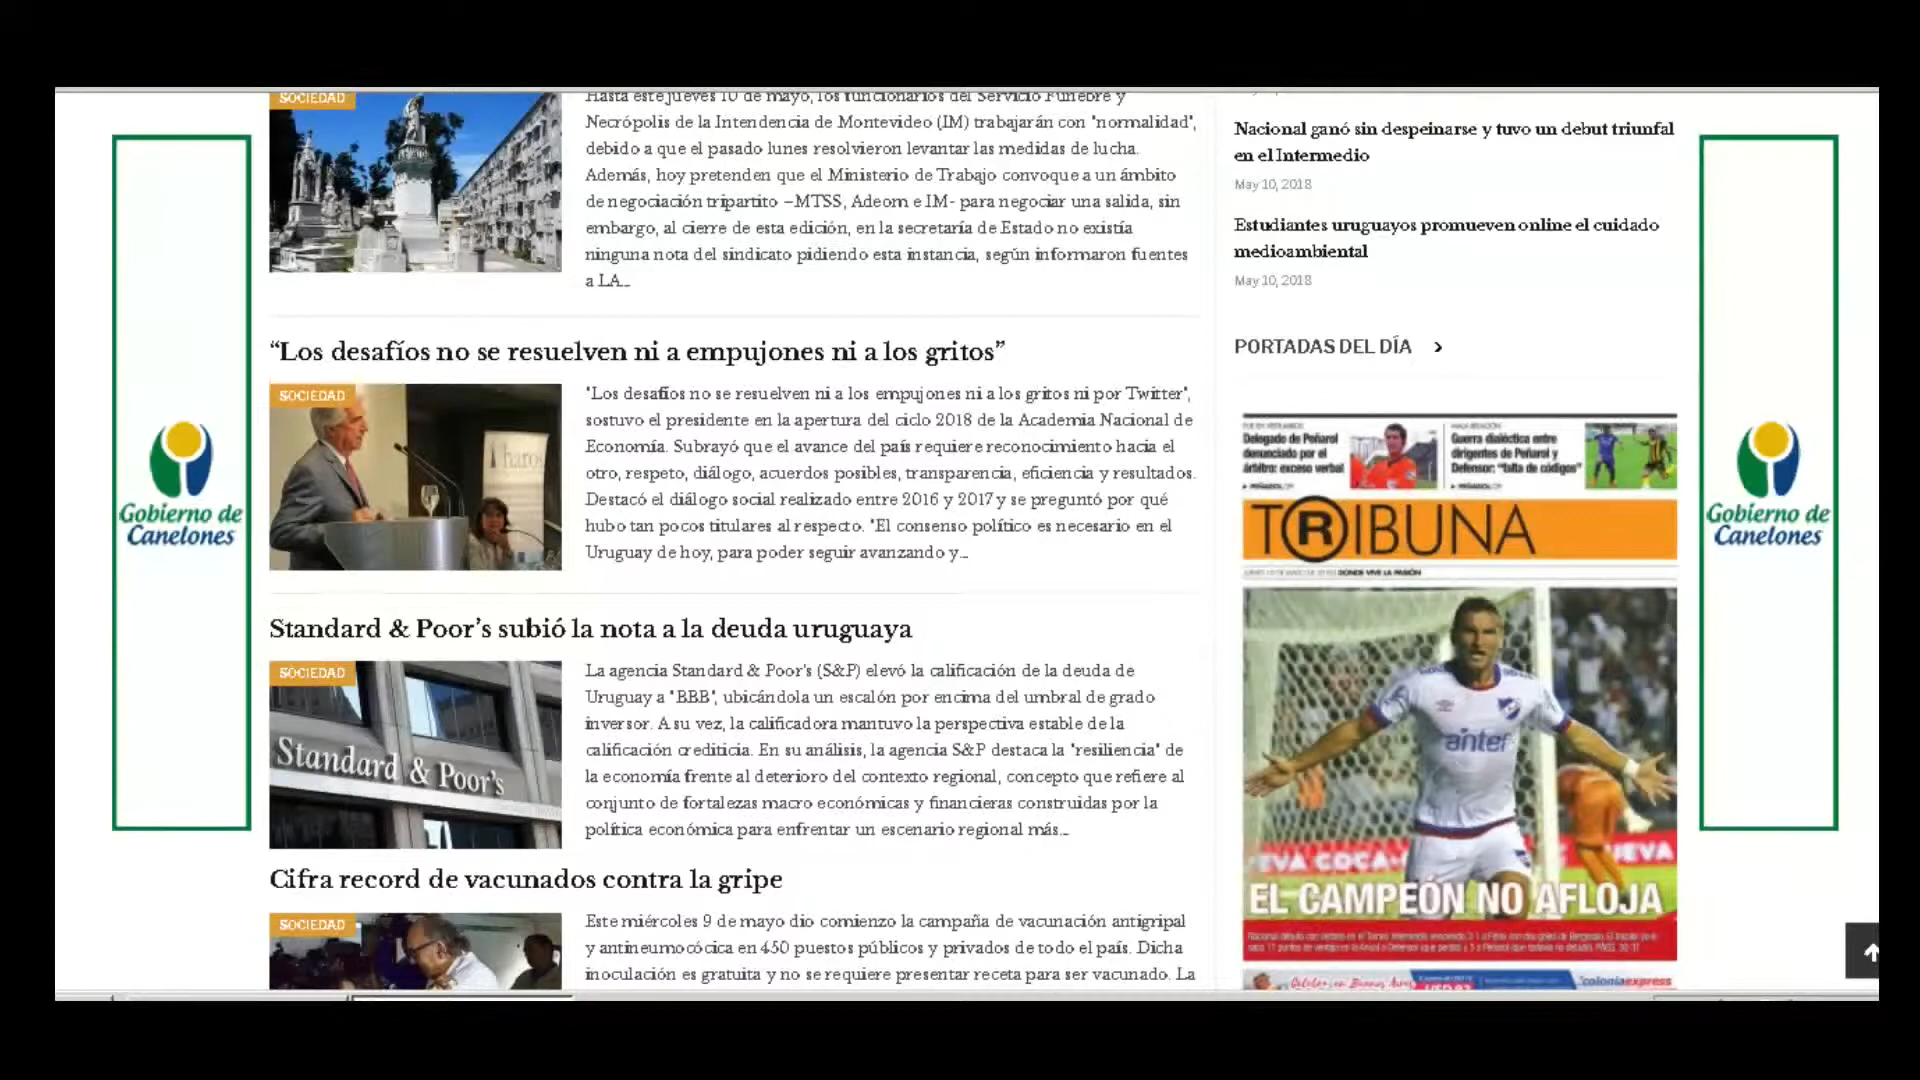 SOCIEDAD
Hasta este jueves 10 de mayo, los funcionarios del Servicio Fúnebre y
Necrópolis de la Intendencia de Montevideo (IM) trabajarán con "normalidad",
debido a que el pasado lunes resolvieron levantar las medidas de lucha.
Además, hoy pretenden que el Ministerio de Trabajo convoque a un ámbito
de negociación tripartito –MTSS, Adeom e IM- para negociar una salida, sin
embargo, al cierre de esta edición, en la secretaría de Estado no existía
ninguna nota del sindicato pidiendo esta instancia, según informaron fuentes
a LA...
“Los desafíos no se resuelven ni a empujones ni a los gritos”
SOCIEDAD
"Los desafíos no se resuelven ni a los empujones ni a los gritos ni por Twitter",
sostuvo el presidente en la apertura del ciclo 2018 de la Academia Nacional de
Economía. Subrayó que el avance del país requiere reconocimiento hacia el
otro, respeto, diálogo, acuerdos posibles, transparencia, eficiencia y resultados.
Destacó el diálogo social realizado entre 2016 y 2017 y se preguntó por qué
hubo tan pocos titulares al respecto. "El consenso político es necesario en el
Uruguay de hoy, para poder seguir avanzando y...
Standard & Poor’s subió la nota a la deuda uruguaya
SOCIEDAD
Standard & Poor's
La agencia Standard & Poor's (S&P) elevó la calificación de la deuda de
Uruguay a "BBB", ubicándola un escalón por encima del umbral de grado
inversor. A su vez, la calificadora mantuvo la perspectiva estable de la
calificación crediticia. En su análisis, la agencia S&P destaca la "resiliencia" de
la economía frente al deterioro del contexto regional, concepto que refiere al
conjunto de fortalezas macro económicas y financieras construidas por la
política económica para enfrentar un escenario regional más...
Cifra record de vacunados contra la gripe
SOCIEDAD
Este miércoles 9 de mayo dio comienzo la campaña de vacunación antigripal
y antineumocócica en 450 puestos públicos y privados de todo el país. Dicha
inoculación es gratuita y no se requiere presentar receta para ser vacunado. La
Nacional ganó sin despeinarse y tuvo un debut triunfal
en el Intermedio
May 10, 2018
Estudiantes uruguayos promueven online el cuidado
medioambiental
May 10, 2018
PORTADAS DEL DÍA
Delegado de Peñarol
denunciado por el
árbitro: exceso verbal
Guerra dialéctica entre
dirigentes de Peñarol y
Defensor: "falta de códigos"
TRIBUNA
DONDE VIVE LA PASIÓN
antel
EVA COCA-
UEVA
EL CAMPEÓN NO AFLOJA
coloniaexpress
Gobierno de
Canelones
Gobierno de
Canelones